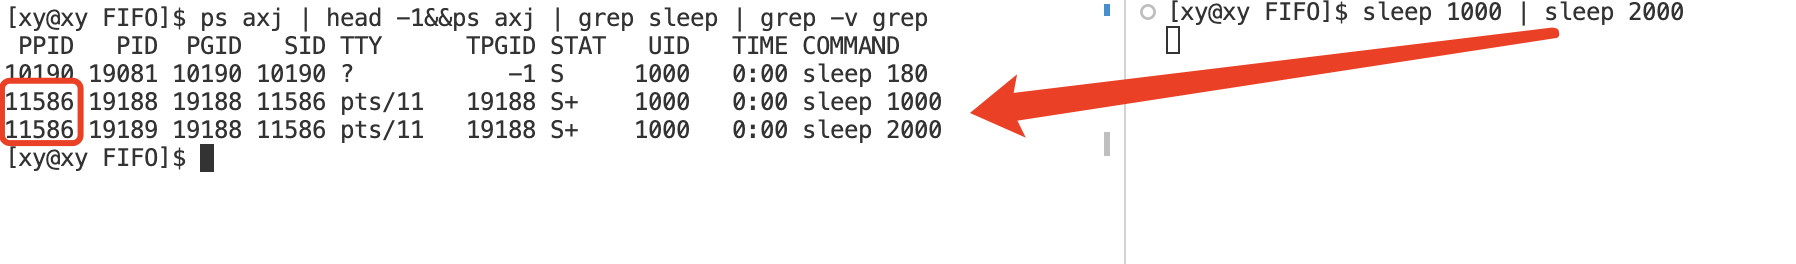 [xy@xy FIFO]$ ps axj | head -1&&ps axj | grep sleep | grep -v grep
PPID PID PGID SID TTY TPGID STAT UID TIME COMMAND
10190 19081 10190 10190 ? -1 S 1000 0:00 sleep 180
11586 19188 19188 11586 pts/11 19188 S+ 1000 0:00 sleep 1000
11586 19189 19188 11586 pts/11 19188 S+ 1000 0:00 sleep 2000
[xy@xy FIFO]$
[xy@xy FIFO]$ sleep 1000 | sleep 2000